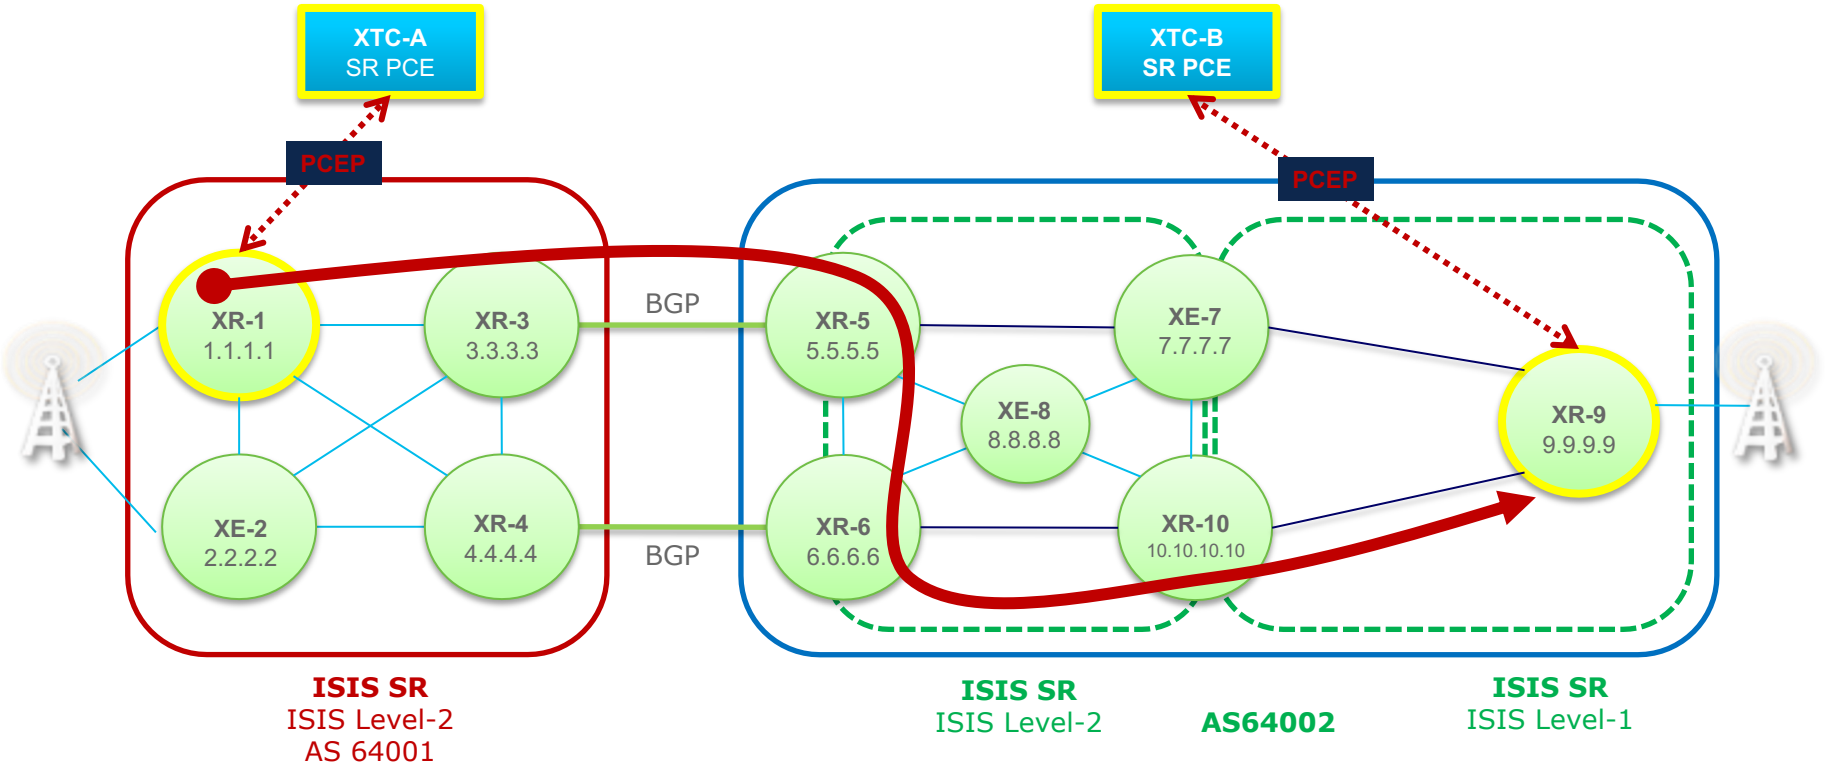 XTC-A
SR PCE
XTC-B
SR PCE
PCEP
PCEP
XR-1
1.1.1.1
XR-3
3.3.3.3
BGP
XR-5
5.5.5.5
XE-7
7.7.7.7
XE-8
8.8.8.8
XR-9
9.9.9.9
XE-2
2.2.2.2
XR-4
4.4.4.4
BGP
XR-6
6.6.6.6
XR-10
10.10.10.10
ISIS SR
ISIS Level-2
AS 64001
ISIS SR
ISIS Level-2
AS64002
ISIS SR
ISIS Level-1